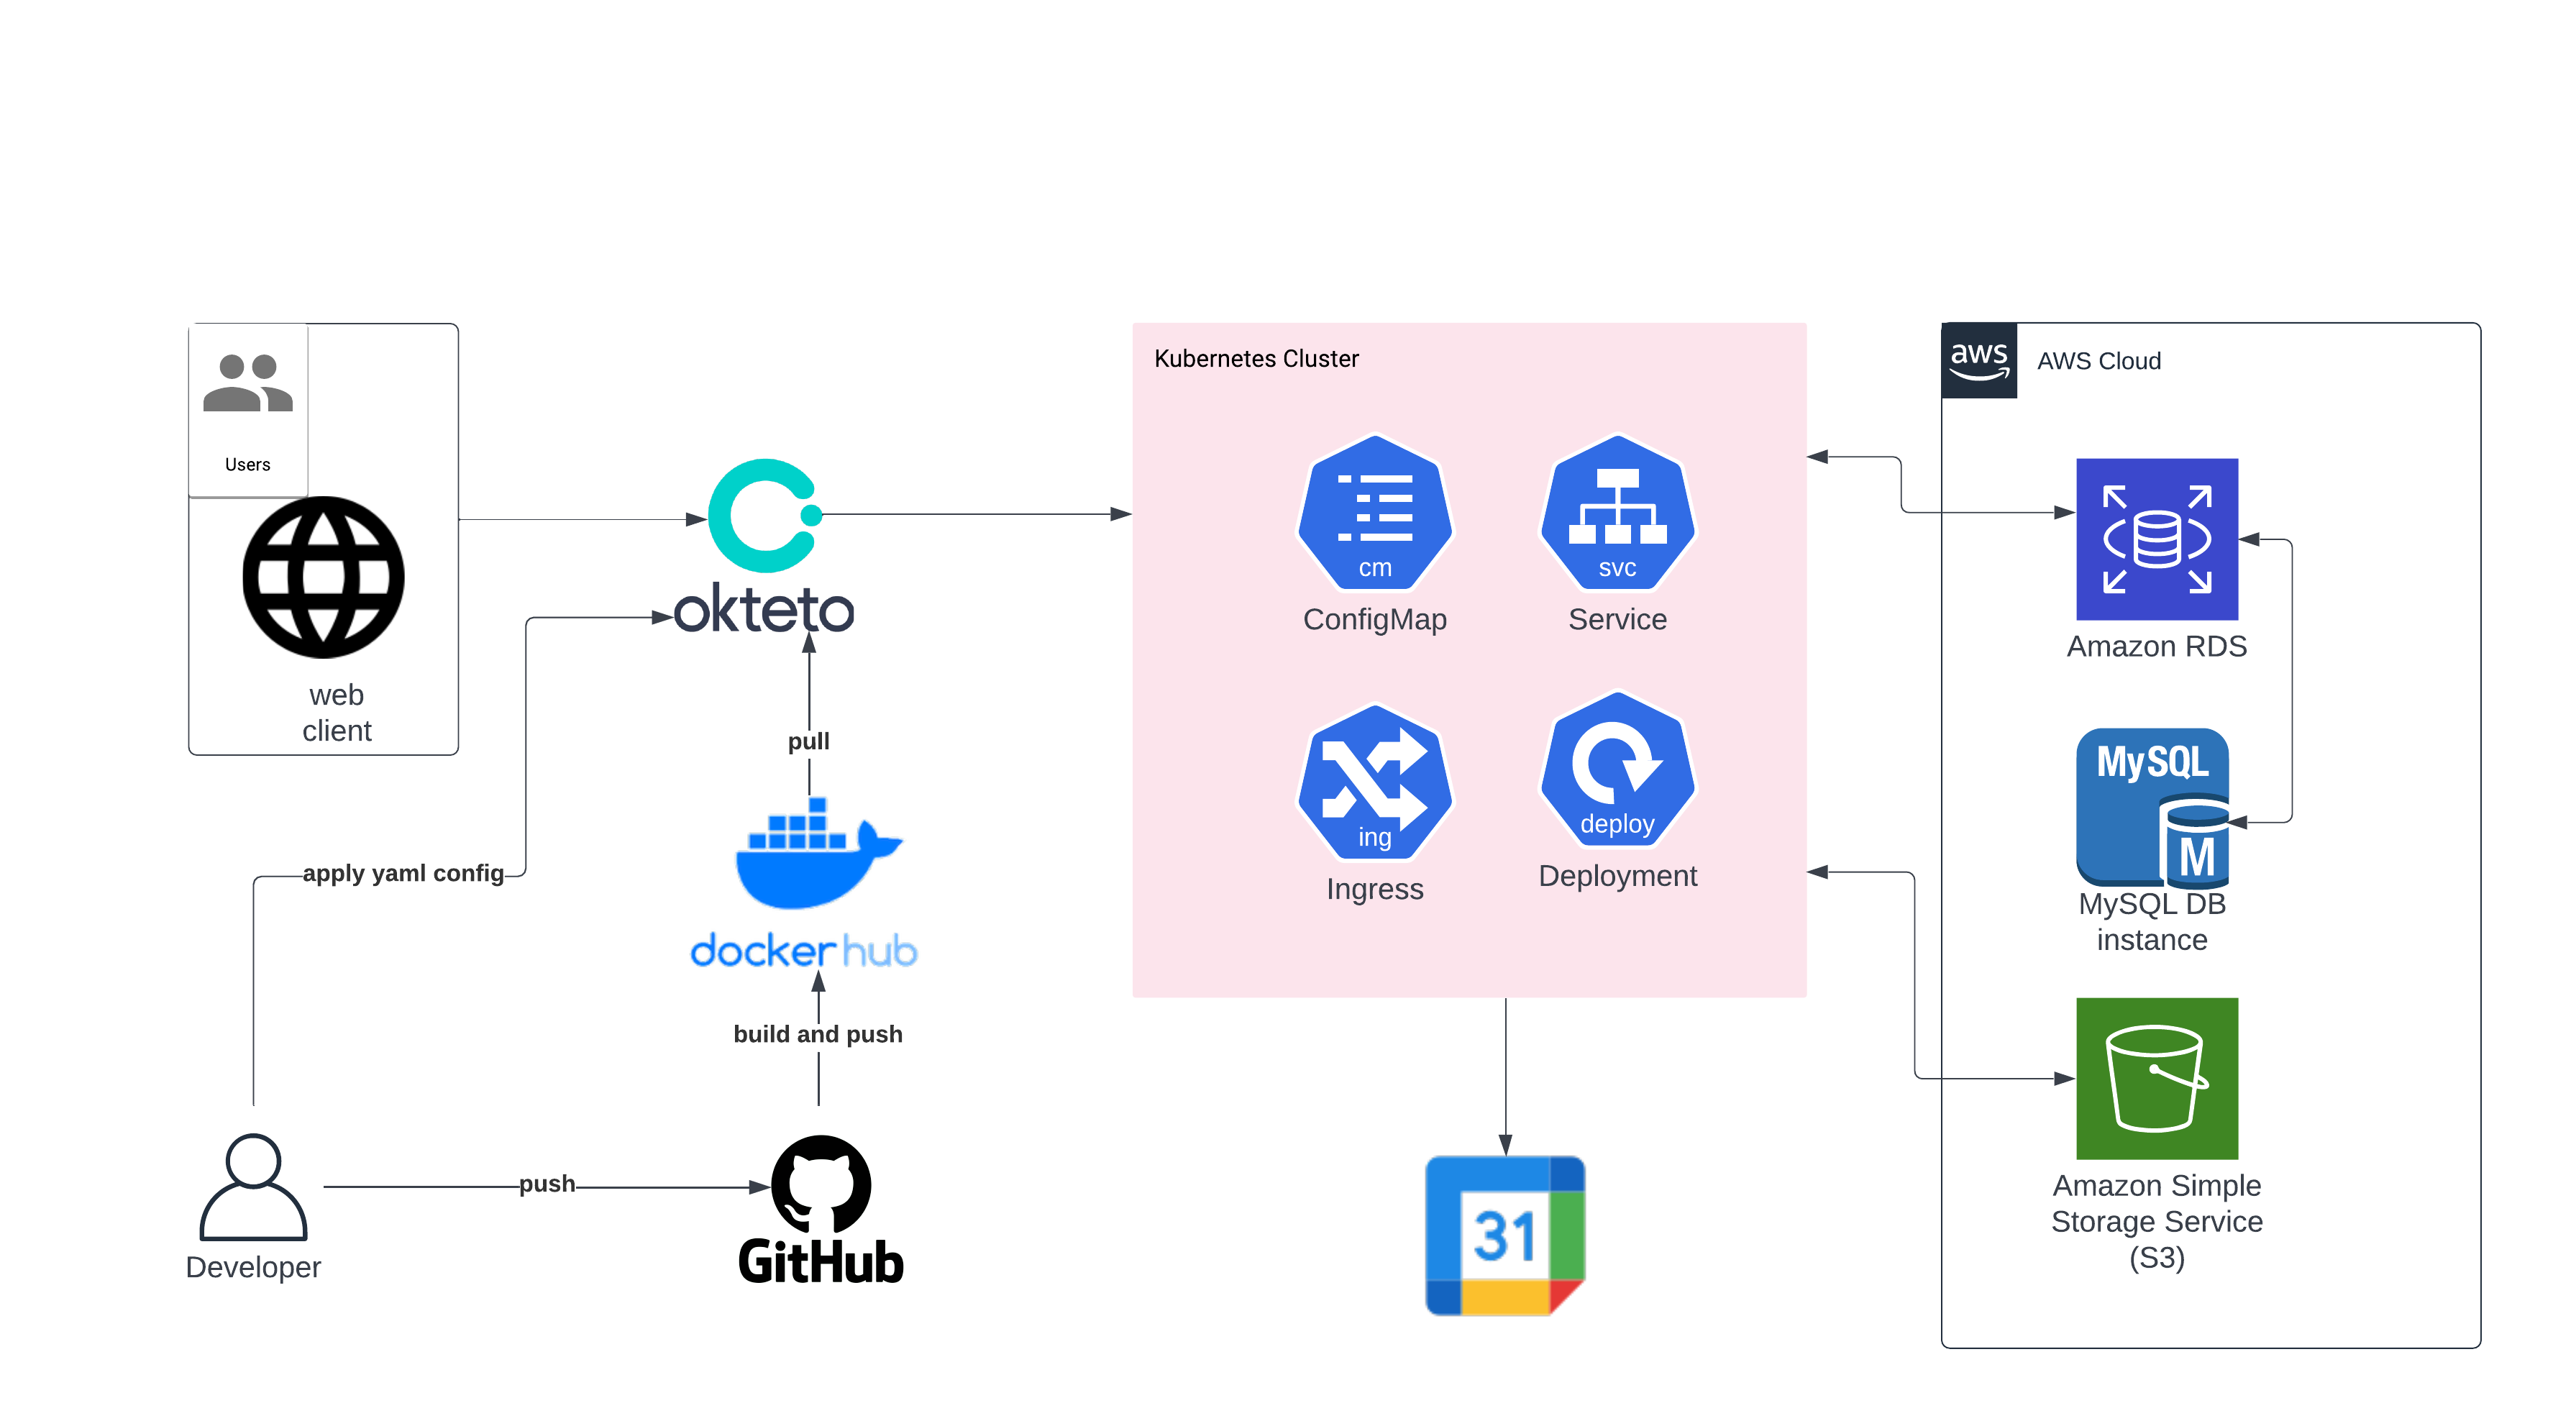 Users
web
client
okteto
pull
apply yaml config
docker hub
build and push
push
Developer
GitHub
Kubernetes Cluster
cm
ConfigMap
svc
Service
ing
Ingress
deploy
Deployment
31
aws
AWS Cloud
Amazon RDS
MySQL
M
MySQL DB
instance
Amazon Simple
Storage Service
(S3)